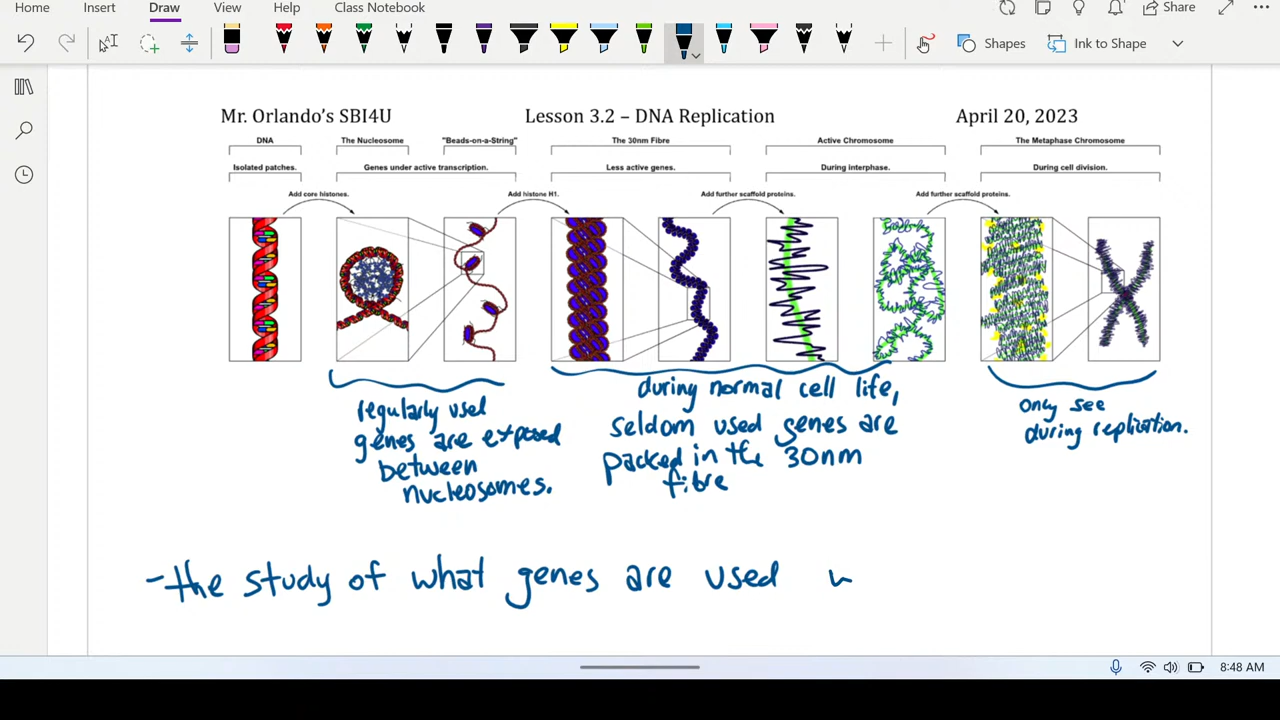 Home Insert Draw View Help Class Notebook
Share
Shapes Ink to Shape
Mr. Orlando's SBI4U Lesson 3.2 – DNA Replication April 20, 2023
DNA The Nucleosome "Beads-on-a-String" The 30nm Fibre Active Chromosome The Metaphase Chromosome
Isolated patches. Genes under active transcription. Less active genes. During interphase. During cell division.
Add core histones. Add histone H1. Add further scaffold proteins. Add further scaffold proteins.
regularly used
genes are exposed
between
nucleosomes.
during normal cell life,
seldom used genes are
packed in the 30nm
fibre
only see
during replication.
-the study of what genes are used
8:48 AM